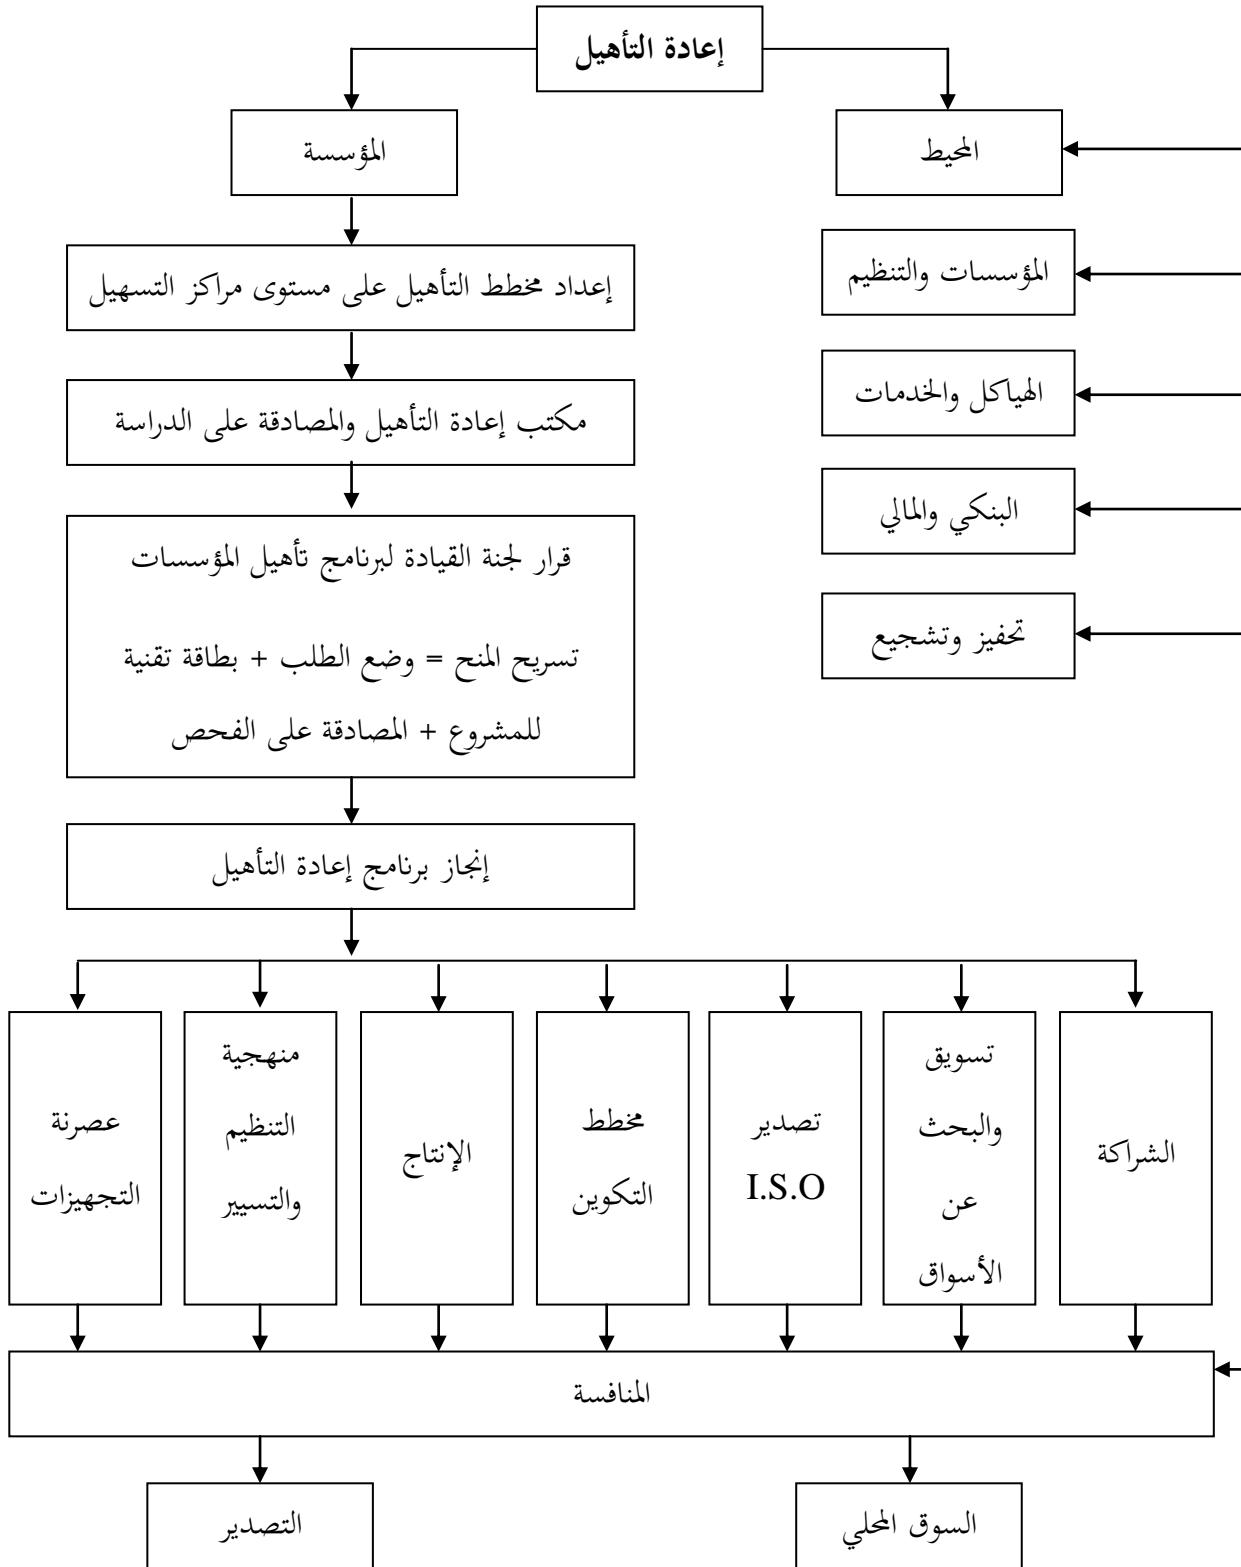 إعادة التأهيل
المحيط
المؤسسة
المؤسسات والتنظيم
إعداد مخطط التأهيل على مستوى مراكز التسهيل
الهياكل والخدمات
مكتب إعادة التأهيل والمصادقة على الدراسة
البنكي والمالي
قرار لجنة القيادة لبرنامج تأهيل المؤسسات
تسريح المنح = وضع الطلب + بطاقة تقنية
للمشروع + المصادقة على الفحص
تحفيز وتشجيع
إنجاز برنامج إعادة التأهيل
الشراكة
تسويق
والبحث
عن
الأسواق
تصدير
I.S.O
مخطط
التكوين
الإنتاج
منهجية
التنظيم
والتسيير
عصرنة
التجهيزات
المنافسة
السوق المحلي
التصدير